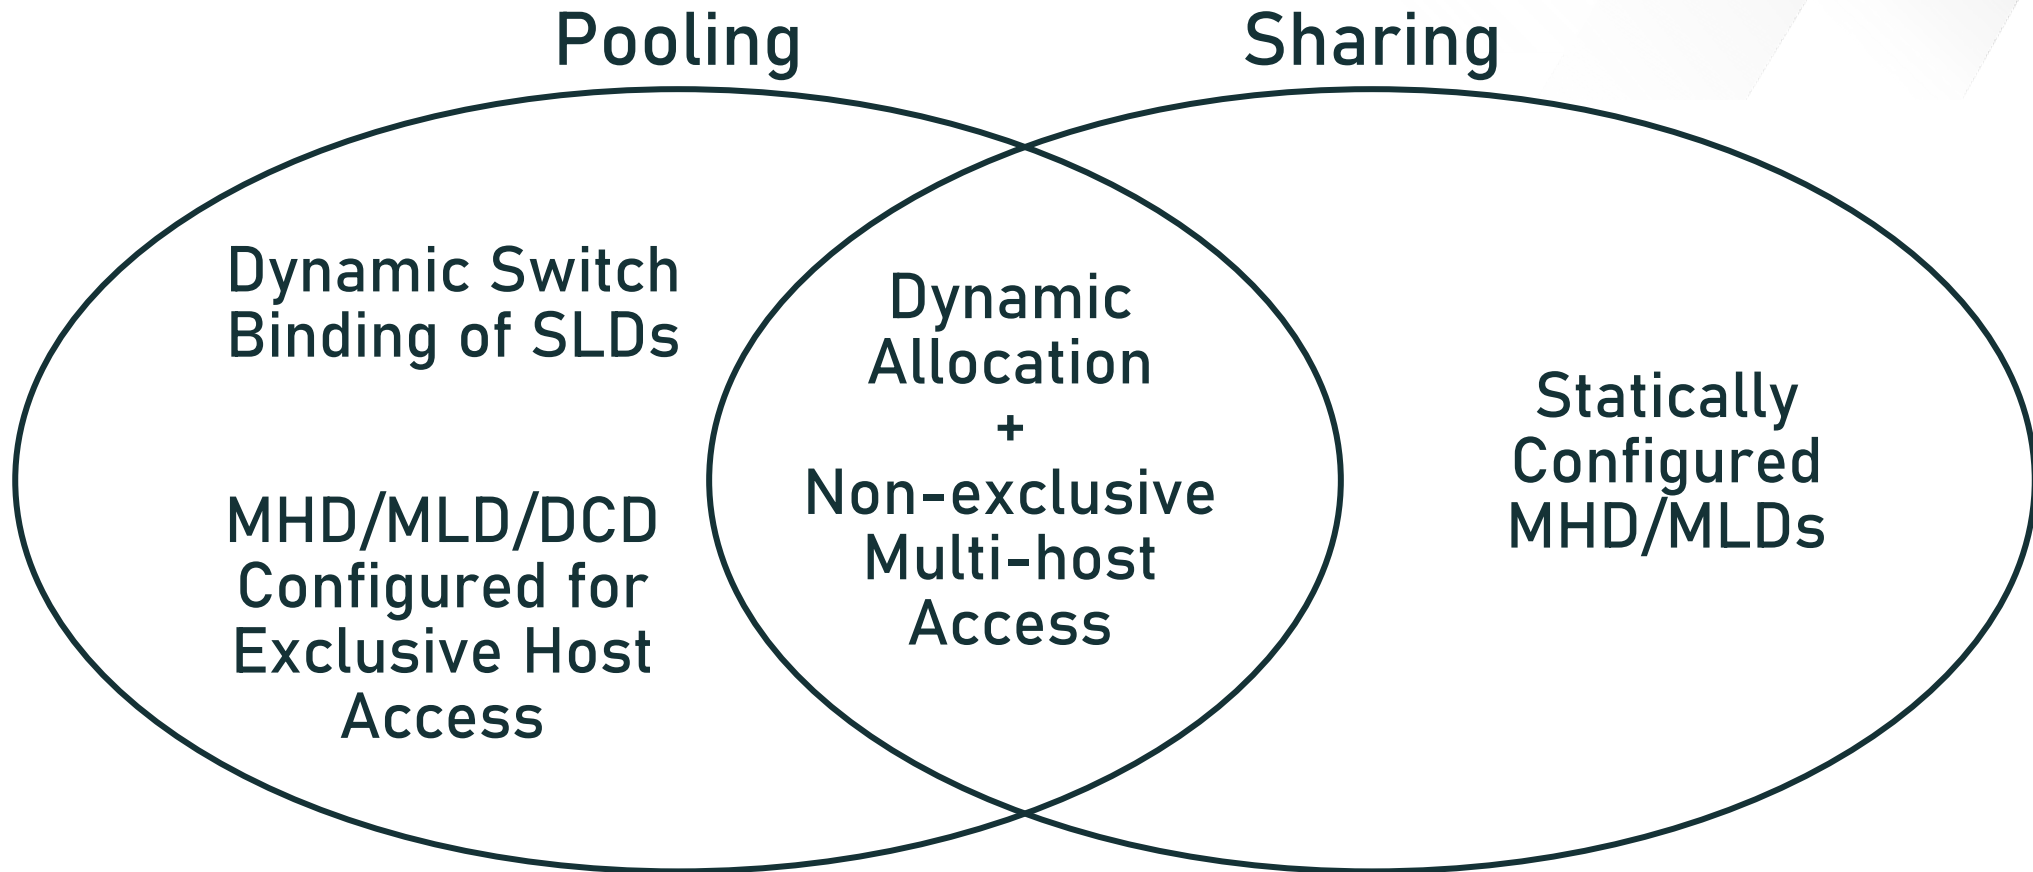 Pooling
Sharing
Dynamic Switch
Binding of SLDs
MHD/MLD/DCD
Configured for
Exclusive Host
Access
Dynamic
Allocation
+
Non-exclusive
Multi-host
Access
Statically
Configured
MHD/MLDs